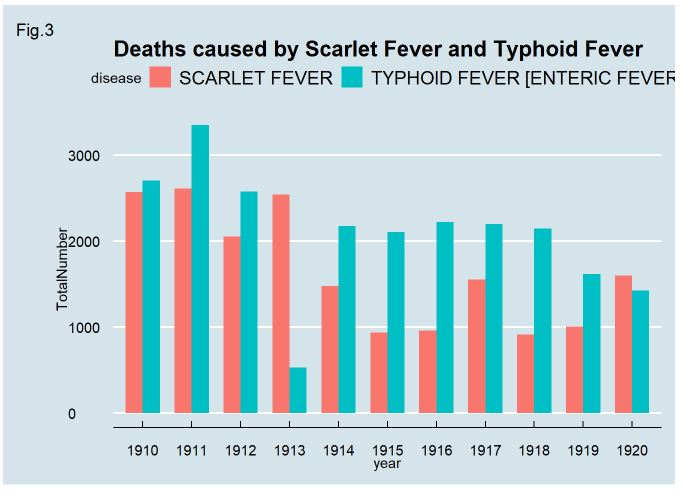 Fig.3
Deaths caused by Scarlet Fever and Typhoid Fever
disease SCARLET FEVER TYPHOID FEVER [ENTERIC FEVER
3000
2000
1000
0
TotalNumber
1910 1911 1912 1913 1914 1915 1916 1917 1918 1919 1920
year